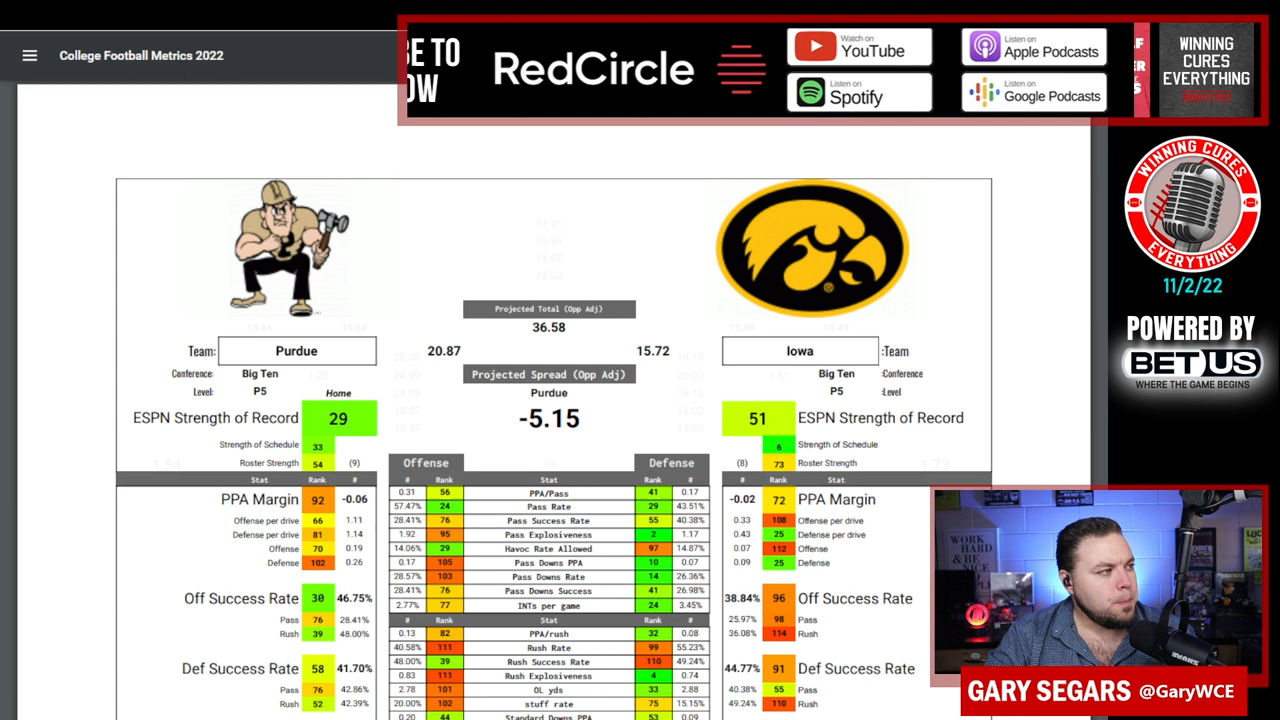 College Football Metrics 2022
BE TO
OW
RedCircle
Watch on
YouTube
Listen on
Spotify
Listen on
Apple Podcasts
Listen on
Google Podcasts
WINNING
CURES
EVERYTHING
WINNING CURES
EVERYTHING
11/2/22
POWERED BY
BETUS
WHERE THE GAME BEGINS
Projected Total (Opp Adj)
36.58
Team: Purdue 20.87 15.72 Iowa :Team
Conference: Big Ten Projected Spread (Opp Adj) Big Ten :Conference
Level: P5 Home Purdue P5 :Level
ESPN Strength of Record 29 -5.15 51 ESPN Strength of Record
Strength of Schedule 33 6 Strength of Schedule
Roster Strength 54 (9) Offense Defense (8) 73 Roster Strength
Stat Rank # # Rank Stat Rank # # Rank Stat
PPA Margin 92 -0.06 -0.02 72 PPA Margin
0.31 56 PPA/Pass 41 0.17
57.47% 24 Pass Rate 29 43.51%
Offense per drive 66 1.11 28.41% 76 Pass Success Rate 55 40.38% 0.33 108 Offense per drive
Defense per drive 81 1.14 1.92 95 Pass Explosiveness 2 1.17 0.43 25 Defense per drive
Offense 70 0.19 14.06% 29 Havoc Rate Allowed 97 14.87% 0.07 112 Offense
Defense 102 0.26 0.17 105 Pass Downs PPA 10 0.07 0.09 25 Defense
28.57% 103 Pass Downs Rate 14 26.36%
28.41% 76 Pass Downs Success 41 26.98%
Off Success Rate 30 46.75% 2.77% 77 INTs per game 24 3.45% 38.84% 96 Off Success Rate
Pass 76 28.41% # Rank Stat Rank # 25.97% 98 Pass
Rush 39 48.00% 0.13 82 PPA/rush 32 0.08 36.08% 114 Rush
40.58% 111 Rush Rate 99 55.23%
48.00% 39 Rush Success Rate 110 49.24%
Def Success Rate 58 41.70% 0.83 111 Rush Explosiveness 4 0.74 44.77% 91 Def Success Rate
Pass 76 42.86% 2.78 101 OL yds 33 2.88 40.38% 55 Pass
Rush 52 42.39% 20.00% 102 stuff rate 75 15.15% 49.24% 110 Rush
0.20 44 Standard Downs PPA 53 0.09
WORK
HARD
& BE
NICE
SHURE
GARY SEGARS @GaryWCE